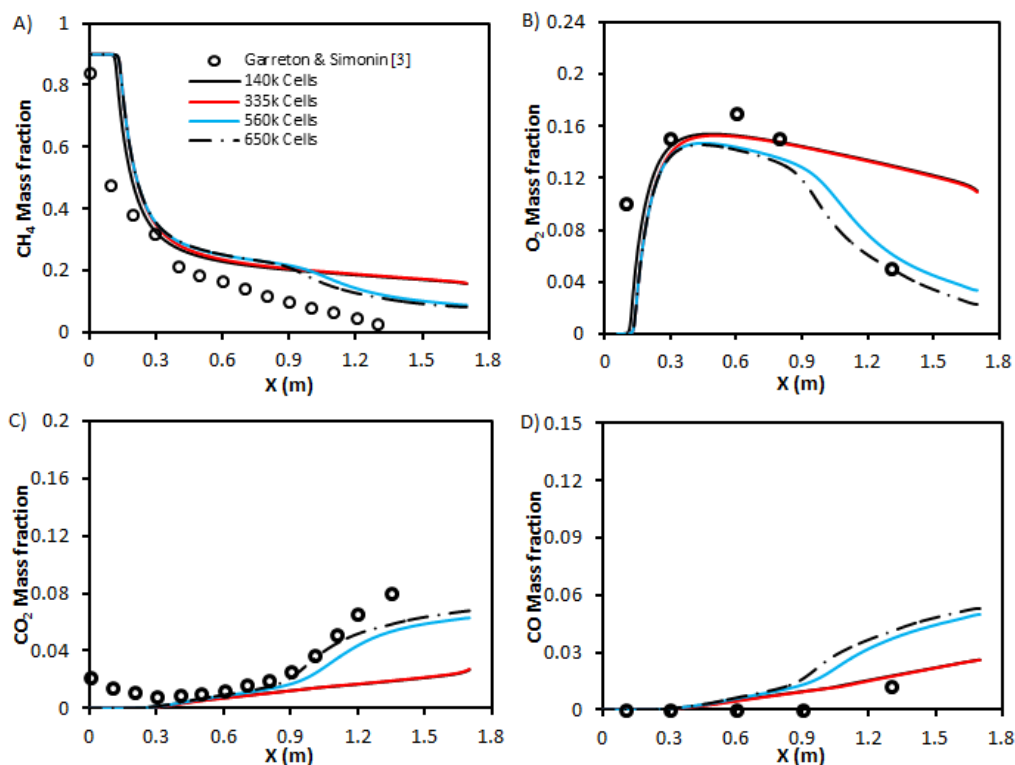 A)
1
0.8
0.6
0.4
0.2
0
CH4 Mass fraction
Garreton & Simonin [3]
140k Cells
335k Cells
560k Cells
650k Cells
0 0.3 0.6 0.9 1.2 1.5 1.8
X (m)
B)
0.24
0.2
0.16
0.12
0.08
0.04
0
O2 Mass fraction
0 0.3 0.6 0.9 1.2 1.5 1.8
X (m)
C)
0.2
0.16
0.12
0.08
0.04
0
CO2 Mass fraction
0 0.3 0.6 0.9 1.2 1.5 1.8
X (m)
D)
0.15
0.12
0.09
0.06
0.03
0
CO Mass fraction
0 0.3 0.6 0.9 1.2 1.5 1.8
X (m)